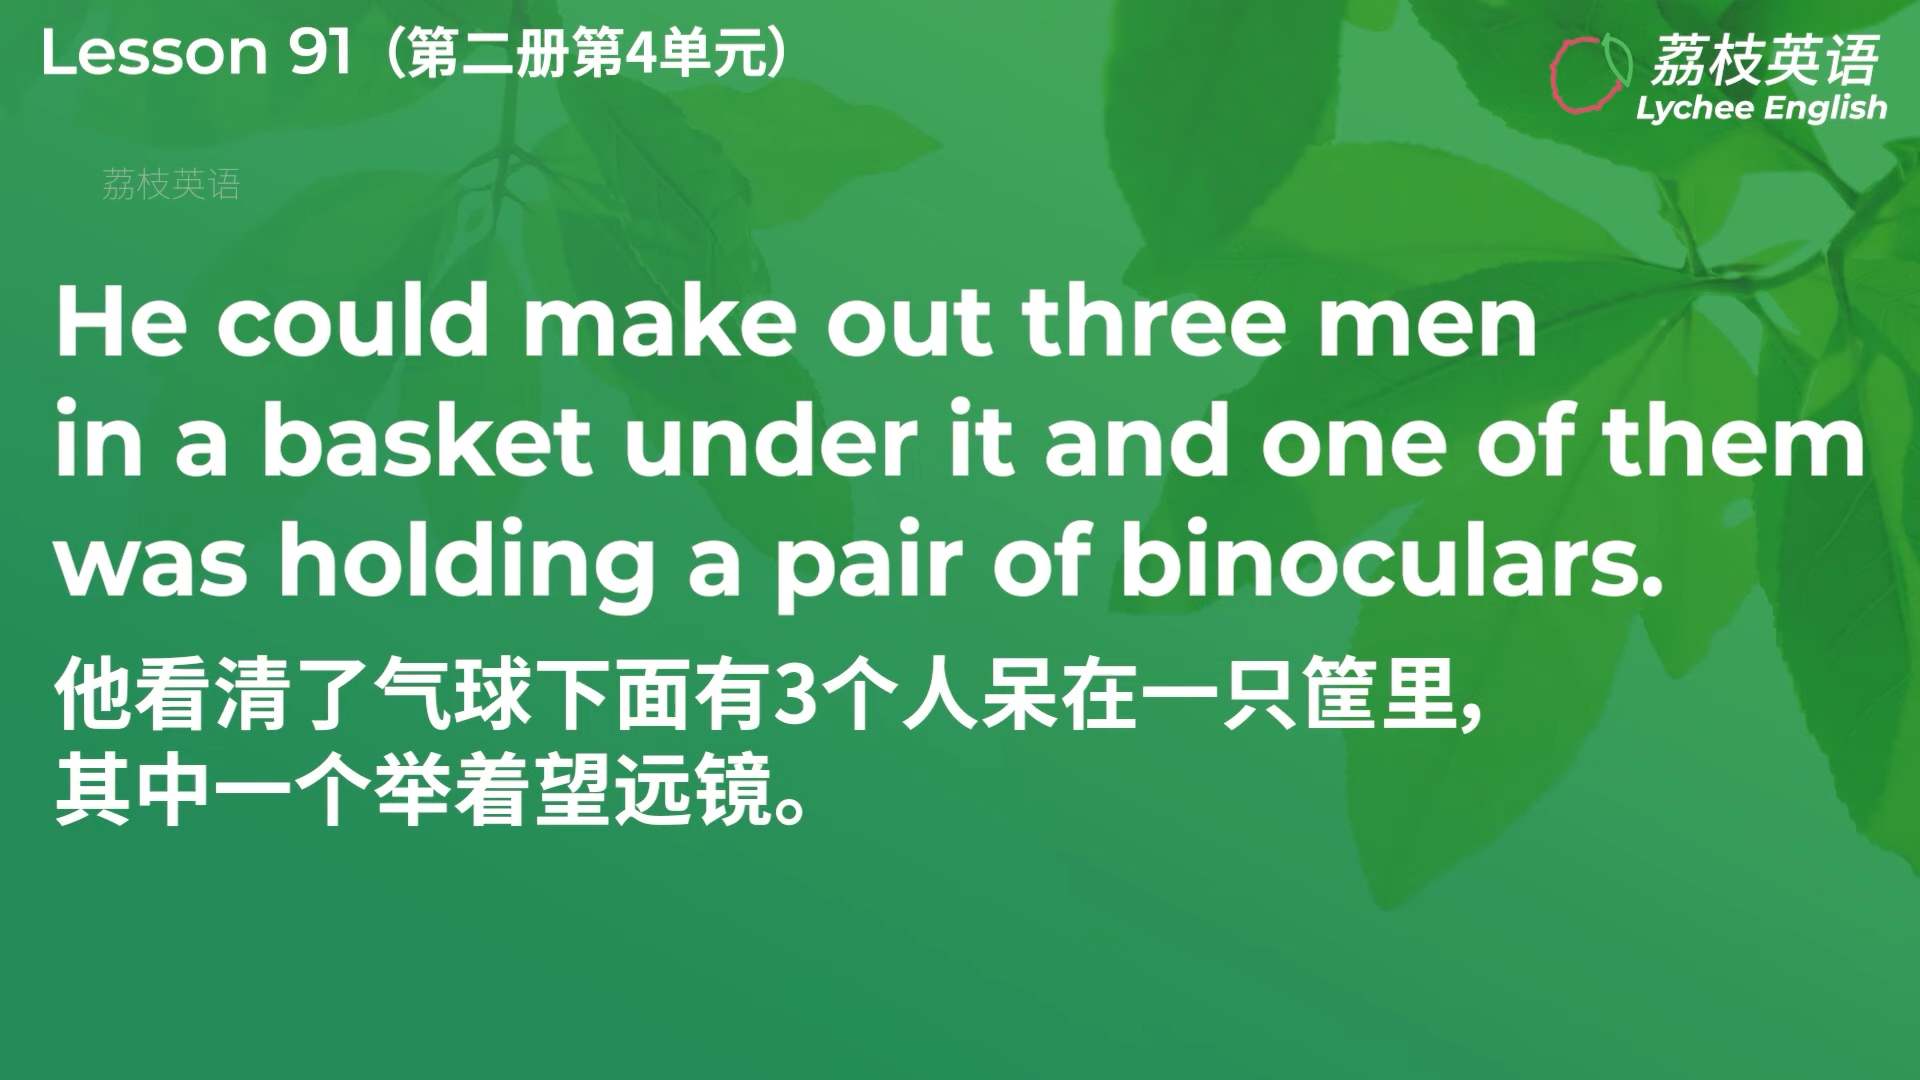 Lesson 91（第二册第4单元）
荔枝英语
Lychee English
荔枝英语
He could make out three men
in a basket under it and one of them
was holding a pair of binoculars.
他看清了气球下面有3个人呆在一只筐里,
其中一个举着望远镜。